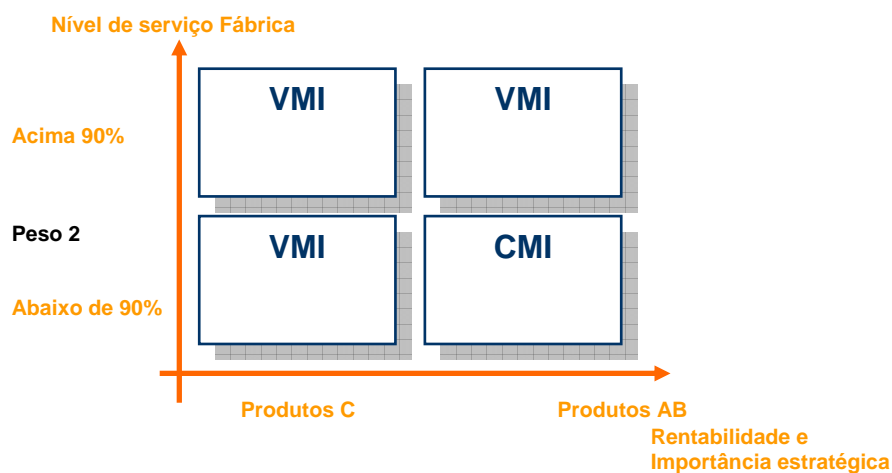 Nível de serviço Fábrica
VMI
VMI
Acima 90%
Peso 2
VMI
CMI
Abaixo de 90%
Produtos C
Produtos AB
Rentabilidade e
Importância estratégica